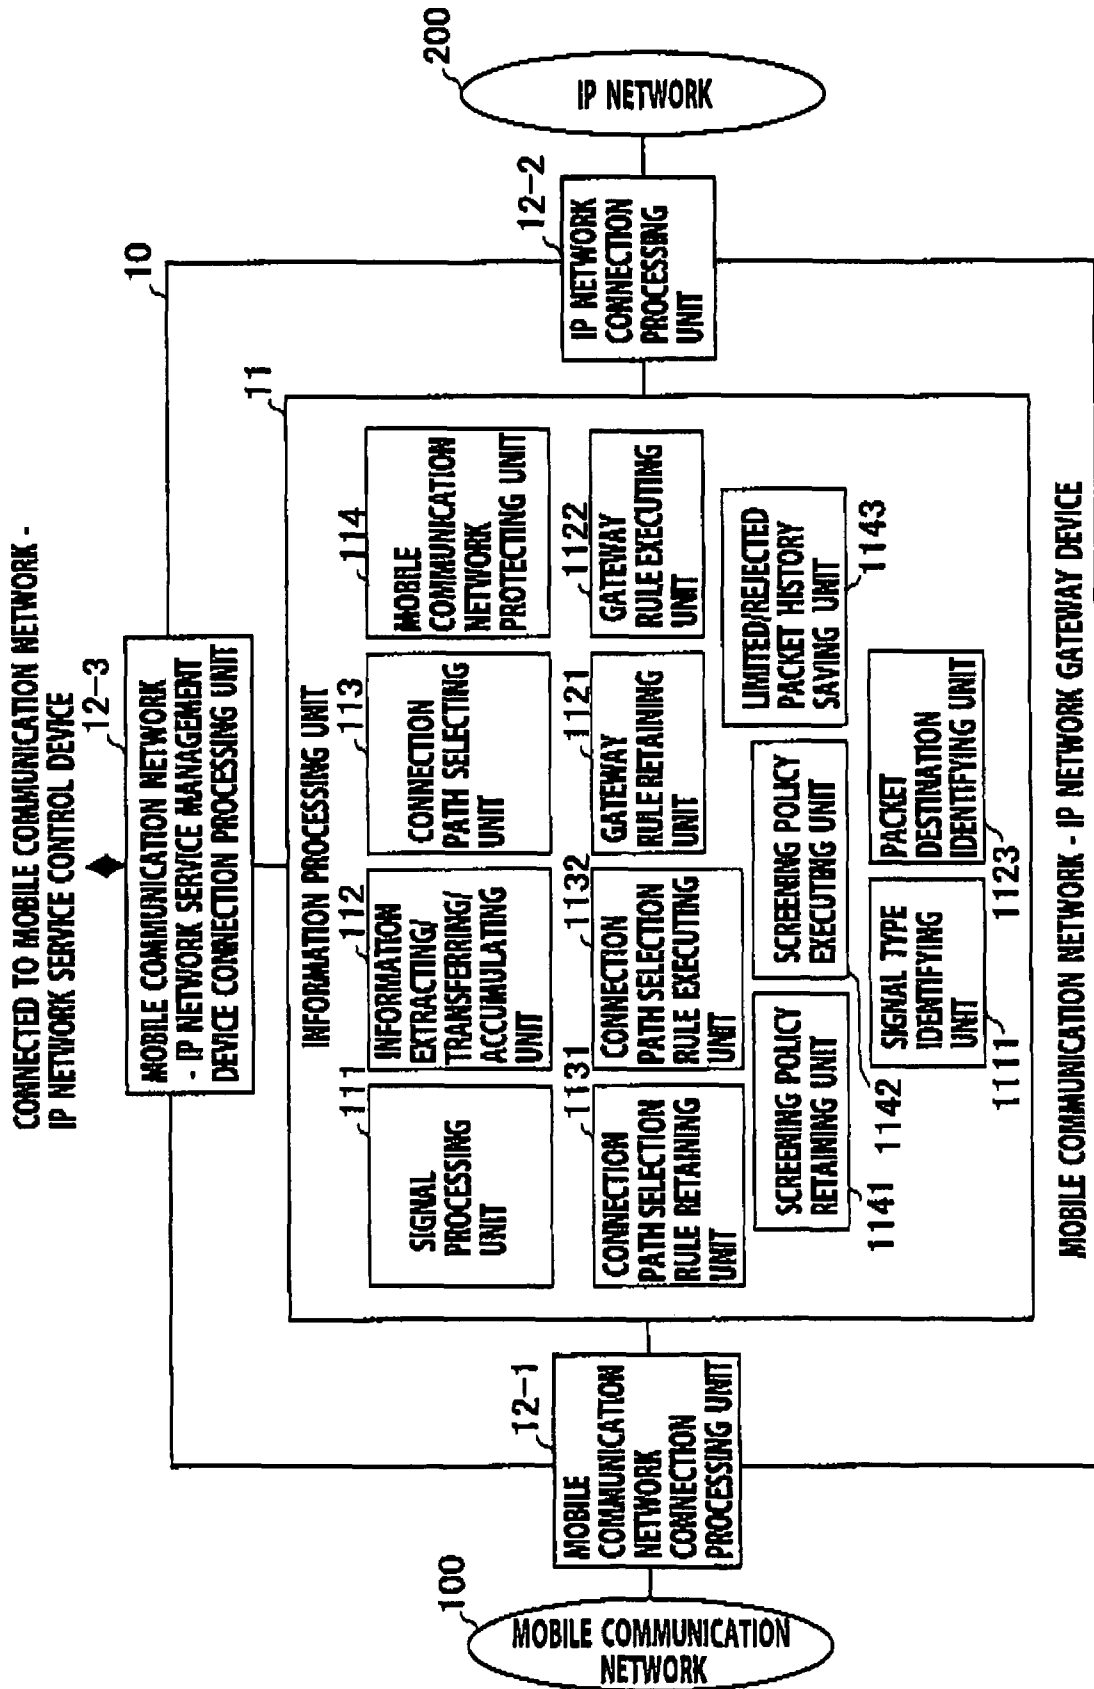 CONNECTED TO MOBILE COMMUNICATION NETWORK -
IP NETWORK SERVICE CONTROL DEVICE
12-3
MOBILE COMMUNICATION NETWORK
- IP NETWORK SERVICE MANAGEMENT
DEVICE CONNECTION PROCESSING UNIT
10
11
INFORMATION PROCESSING UNIT
111
SIGNAL
PROCESSING
UNIT
112
INFORMATION
EXTRACTING/
TRANSFERING/
ACCUMULATING
UNIT
113
CONNECTION
PATH SELECTING
UNIT
114
MOBILE
COMMUNICATION
NETWORK
PROTECTING UNIT
1131
CONNECTION
PATH SELECTION
RULE RETAINING
UNIT
1132
CONNECTION
PATH SELECTION
RULE EXECUTING
UNIT
1121
GATEWAY
RULE RETAINING
UNIT
1122
GATEWAY
RULE EXECUTING
UNIT
SCREENING POLICY
RETAINING UNIT
1141
SCREENING POLICY
EXECUTING UNIT
1142
LIMITED/REJECTED
PACKET HISTORY
SAVING UNIT
1143
SIGNAL TYPE
IDENTIFYING
UNIT
1111
PACKET
DESTINATION
IDENTIFYING UNIT
1123
100
MOBILE COMMUNICATION
NETWORK
12-1
MOBILE
COMMUNICATION
NETWORK
CONNECTION
PROCESSING UNIT
12-2
IP NETWORK
CONNECTION
PROCESSING
UNIT
200
IP NETWORK
MOBILE COMMUNICATION NETWORK - IP NETWORK GATEWAY DEVICE